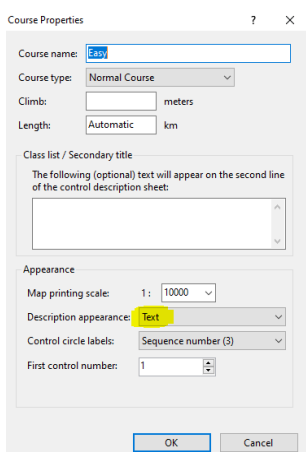 Course Properties ? ×
Course name: Easy
Course type: Normal Course
Climb: meters
Length: Automatic km
Class list / Secondary title
The following (optional) text will appear on the second line
of the control description sheet:
Appearance
Map printing scale: 1 : 10000
Description appearance: Text
Control circle labels: Sequence number (3)
First control number: 1
OK Cancel